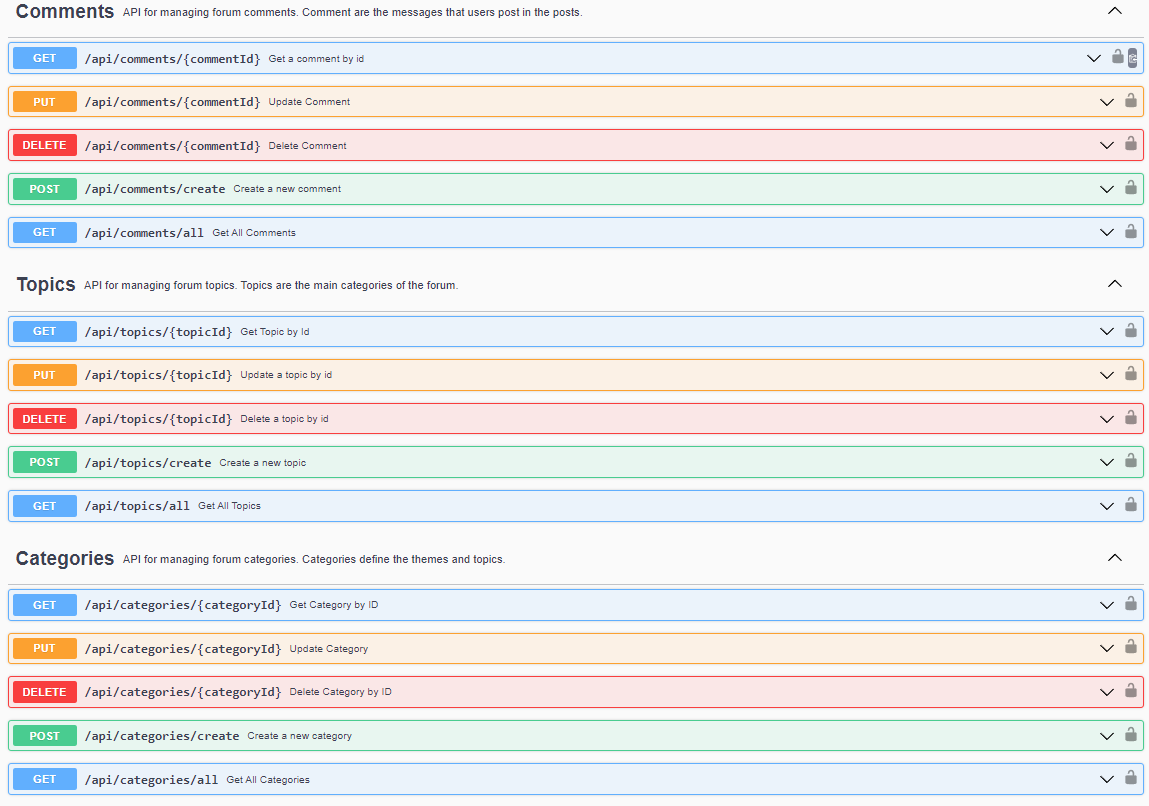 Comments API for managing forum comments. Comment are the messages that users post in the posts.
GET /api/comments/{commentId} Get a comment by id
PUT /api/comments/{commentId} Update Comment
DELETE /api/comments/{commentId} Delete Comment
POST /api/comments/create Create a new comment
GET /api/comments/all Get All Comments
Topics API for managing forum topics. Topics are the main categories of the forum.
GET /api/topics/{topicId} Get Topic by Id
PUT /api/topics/{topicId} Update a topic by id
DELETE /api/topics/{topicId} Delete a topic by id
POST /api/topics/create Create a new topic
GET /api/topics/all Get All Topics
Categories API for managing forum categories. Categories define the themes and topics.
GET /api/categories/{categoryId} Get Category by ID
PUT /api/categories/{categoryId} Update Category
DELETE /api/categories/{categoryId} Delete Category by ID
POST /api/categories/create Create a new category
GET /api/categories/all Get All Categories